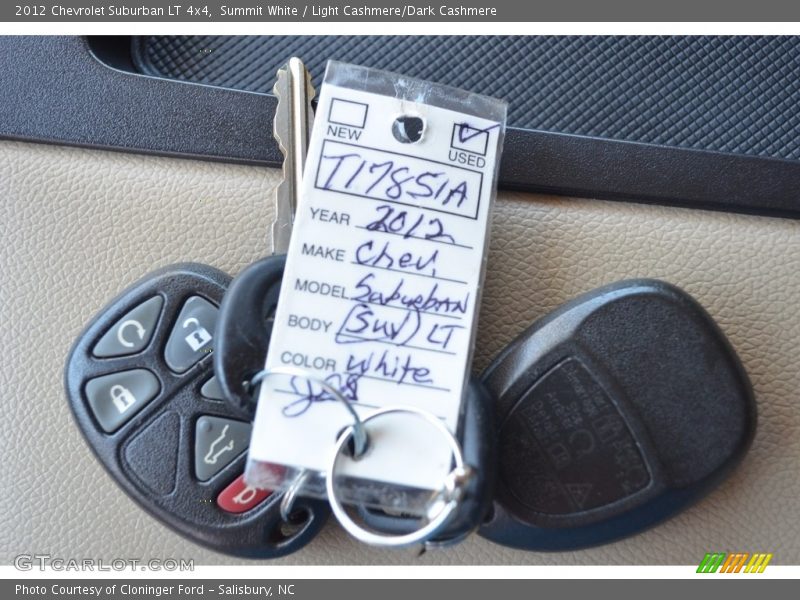 2012 Chevrolet Suburban LT 4x4, Summit White / Light Cashmere/Dark Cashmere
NEW
USED
T17851A
YEAR 2012
MAKE Chev.
MODEL Suburban
BODY (SUV) LT
COLOR White
GTcarlot.com
Photo Courtesy of Cloninger Ford – Salisbury, NC